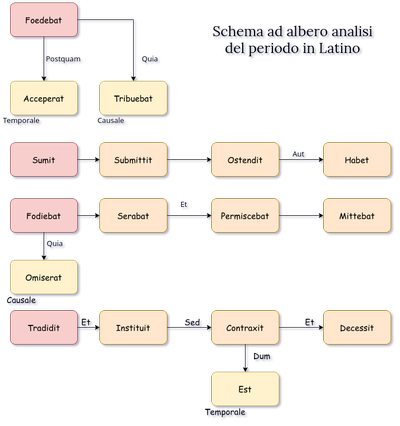 Schema ad albero analisi
del periodo in Latino
Foedebat
Postquam
Quia
Acceperat
Tribuebat
Temporale
Causale
Sumit
Submittit
Ostendit
Aut
Habet
Fodiebat
Serabat
Et
Permiscebat
Mittebat
Quia
Omiserat
Causale
Tradidit
Et
Instituit
Sed
Contraxit
Et
Decessit
Dum
Est
Temporale